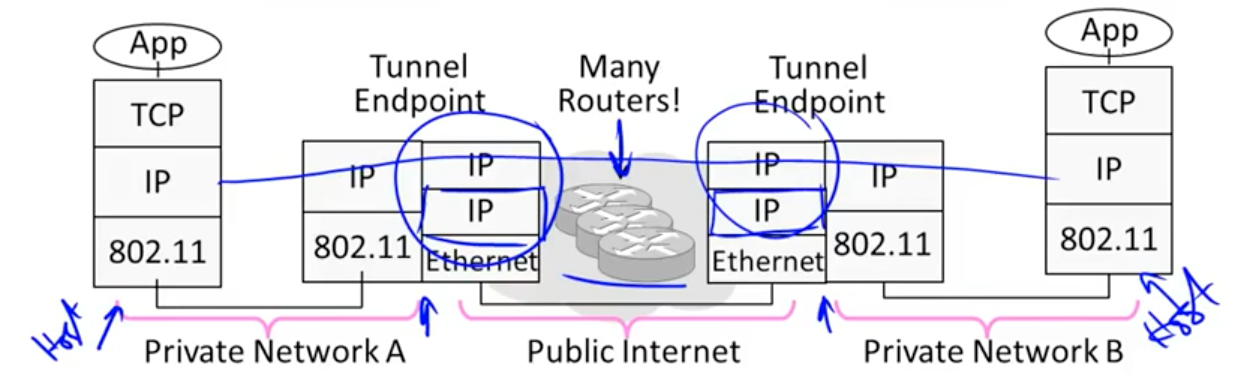 App
App
Tunnel
Endpoint
Many
Routers!
Tunnel
Endpoint
TCP
TCP
IP
IP
IP
IP
IP
IP
IP
IP
802.11
802.11
Ethernet
Ethernet
802.11
802.11
Host
Host
Private Network A
Public Internet
Private Network B